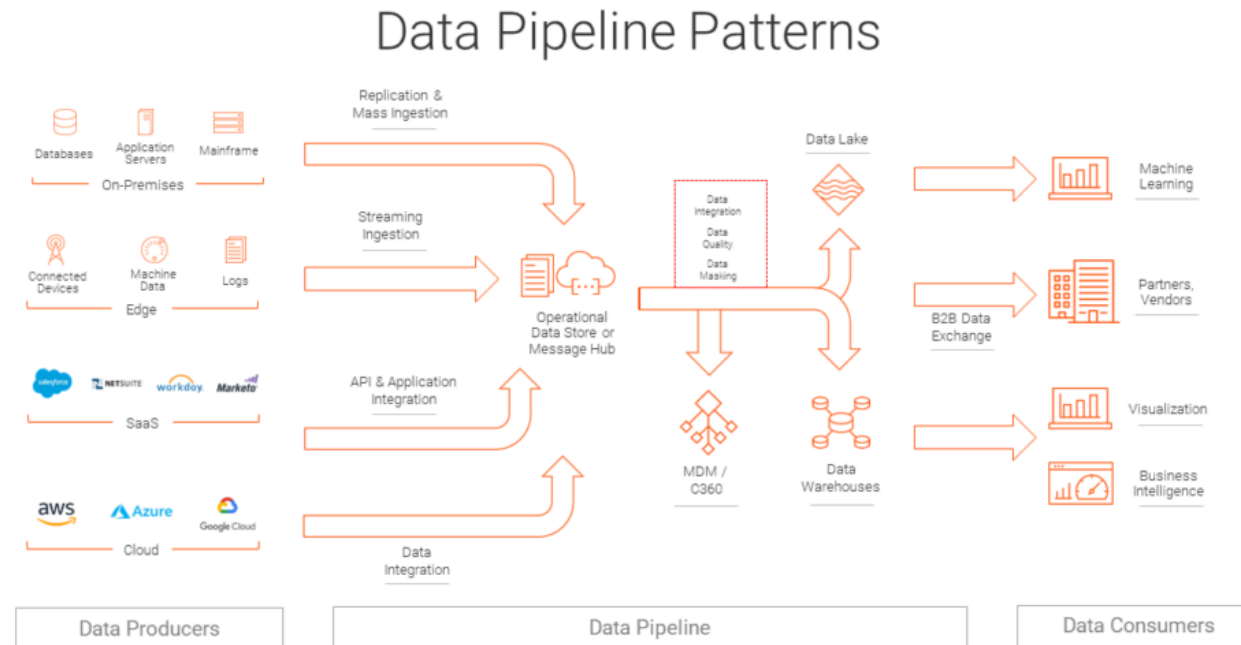 Data Pipeline Patterns
Replication &
Mass Ingestion
Databases
Application
Servers
Mainframe
On-Premises
Streaming
Ingestion
Connected
Devices
Machine
Data
Logs
Edge
salesforce
NETSUITE
workday.
Marketo
SaaS
API & Application
Integration
aws
Azure
Google Cloud
Cloud
Data
Integration
Operational
Data Store or
Message Hub
Data
Integration
Data
Quality
Data
Masking
Data Lake
MDM /
C360
Data
Warehouses
B2B Data
Exchange
Machine
Learning
Partners,
Vendors
Visualization
Business
Intelligence
Data Producers
Data Pipeline
Data Consumers